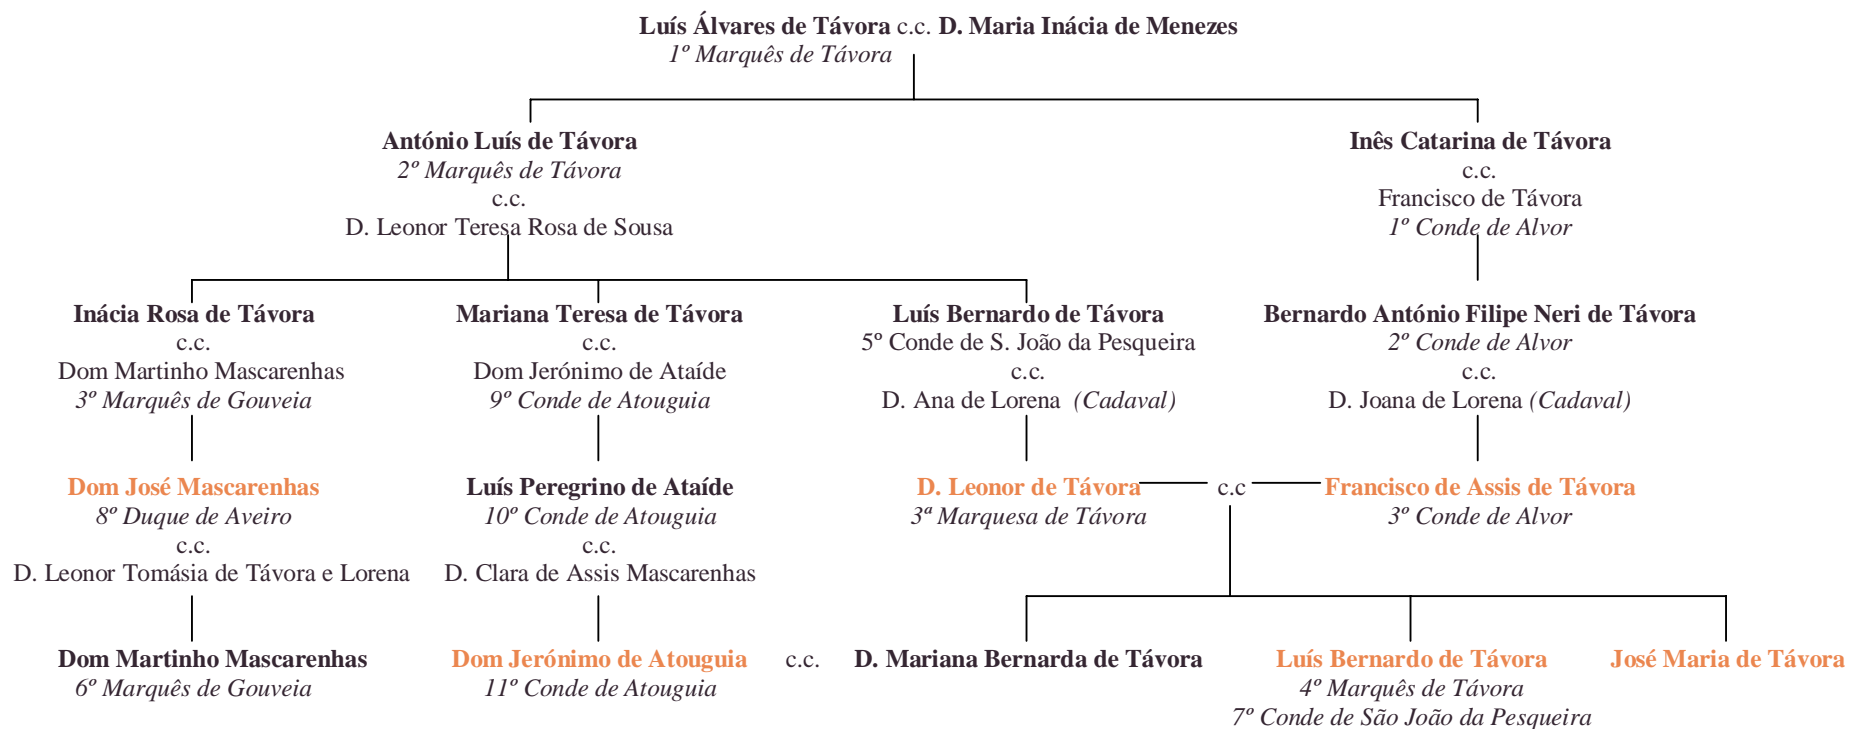 Luís Álvares de Távora c.c. D. Maria Inácia de Menezes
1º Marquês de Távora
António Luís de Távora
2º Marquês de Távora
c.c.
D. Leonor Teresa Rosa de Sousa
Inês Catarina de Távora
c.c.
Francisco de Távora
1º Conde de Alvor
Inácia Rosa de Távora
c.c.
Dom Martinho Mascarenhas
3º Marquês de Gouveia
Mariana Teresa de Távora
c.c.
Dom Jerónimo de Ataíde
9º Conde de Atouguia
Luís Bernardo de Távora
5º Conde de S. João da Pesqueira
c.c.
D. Ana de Lorena (Cadaval)
Bernardo António Filipe Neri de Távora
2º Conde de Alvor
c.c.
D. Joana de Lorena (Cadaval)
Dom José Mascarenhas
8º Duque de Aveiro
c.c.
D. Leonor Tomásia de Távora e Lorena
Luís Peregrino de Ataíde
10º Conde de Atouguia
c.c.
D. Clara de Assis Mascarenhas
D. Leonor de Távora
3ª Marquesa de Távora
c.c
Francisco de Assis de Távora
3º Conde de Alvor
Dom Martinho Mascarenhas
6º Marquês de Gouveia
Dom Jerónimo de Atouguia
11º Conde de Atouguia
c.c.
D. Mariana Bernarda de Távora
Luís Bernardo de Távora
4º Marquês de Távora
7º Conde de São João da Pesqueira
José Maria de Távora